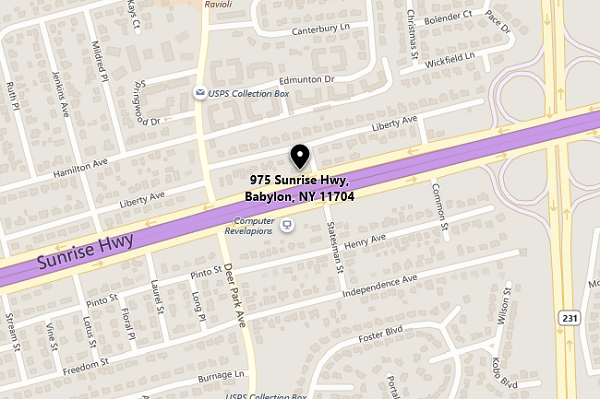 Ravioli
Kays Ct
Canterbury Ln
Christmas St
Bolender Ct
Pace Dr
Mildred Pl
Wickfield Ln
Edmunton Dr
Ruth Pl
Jenkins Ave
Springwood Dr
USPS Collection Box
Liberty Ave
Hamilton Ave
975 Sunrise Hwy,
Babylon, NY 11704
Liberty Ave
Common St
Computer
Revelapions
Statesman St
Sunrise Hwy
Henry Ave
Pinto St
Deer Park Ave
Independence Ave
Pinto St
Laurel St
Long Pl
Stream St
Vine St
Lotus St
Floral Pl
Wilson St
231
Foster Blvd
Freedom St
Burnage Ln
Kobo Blvd
Portal
USPS Collection Box